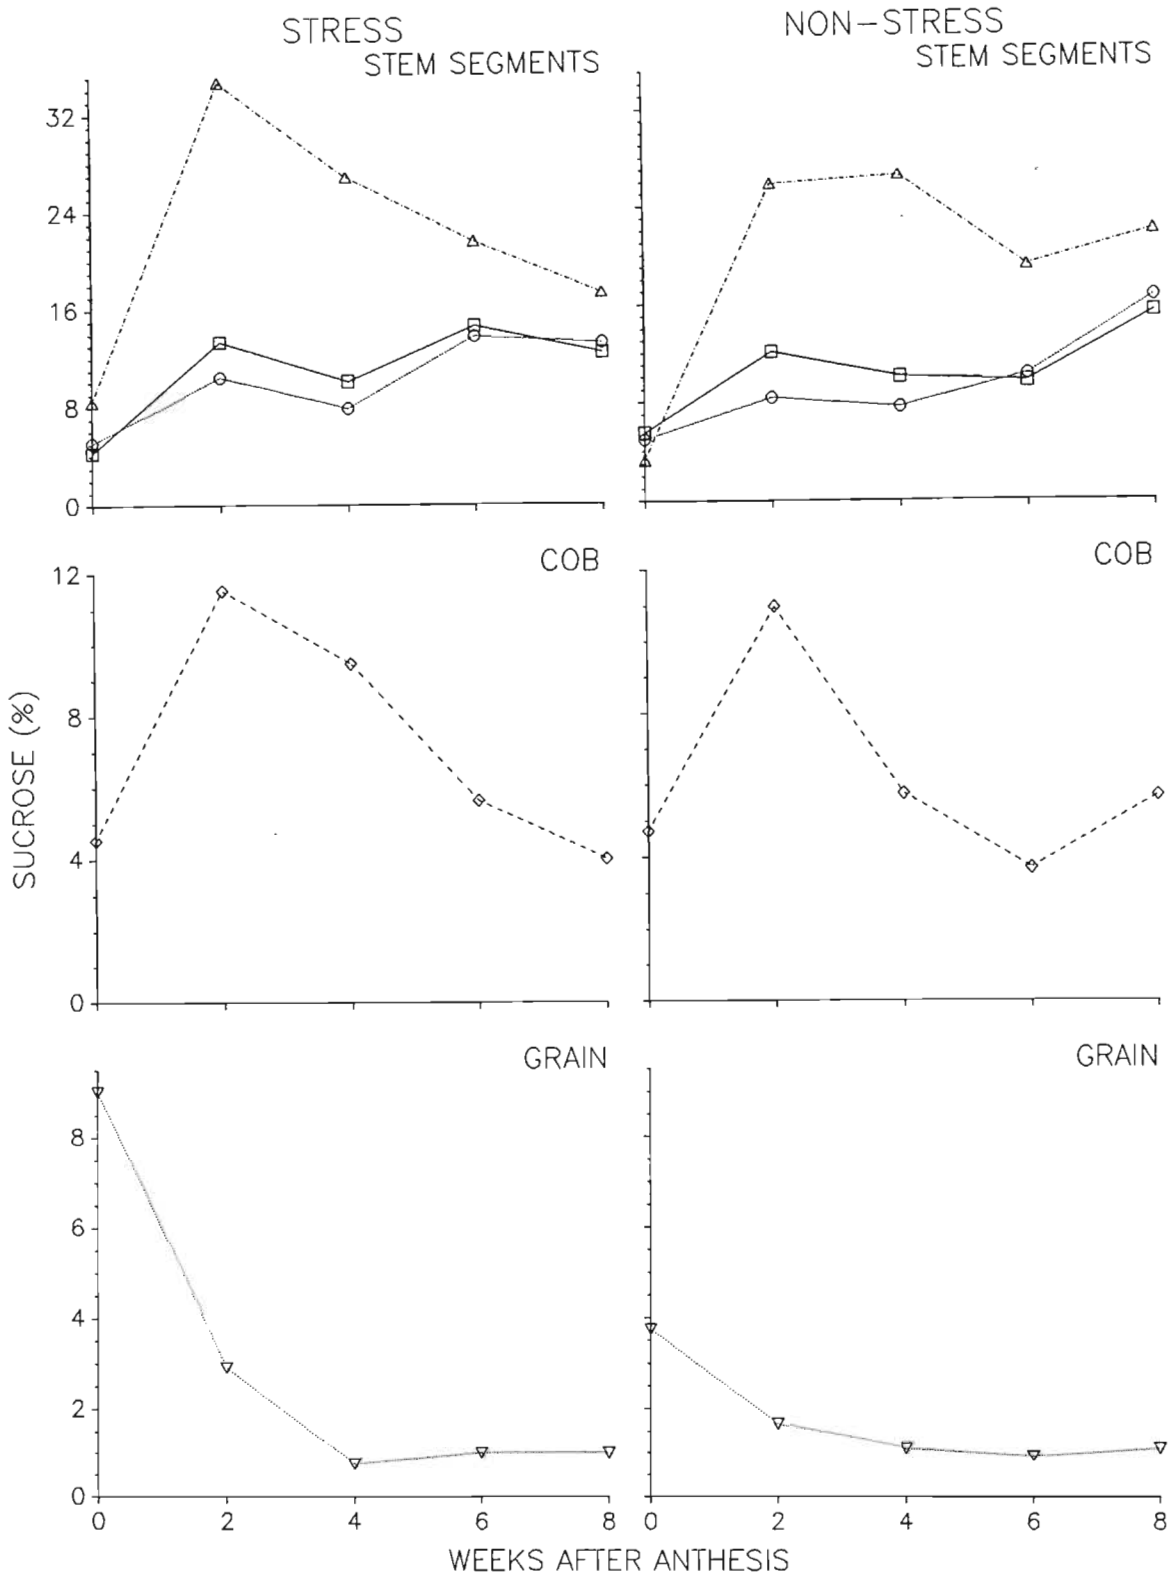 STRESS
STEM SEGMENTS
NON-STRESS
STEM SEGMENTS
32
24
16
8
0
COB
COB
12
8
4
0
SUCROSE (%)
GRAIN
GRAIN
8
6
4
2
0
0 2 4 6 8 0 2 4 6 8
WEEKS AFTER ANTHESIS